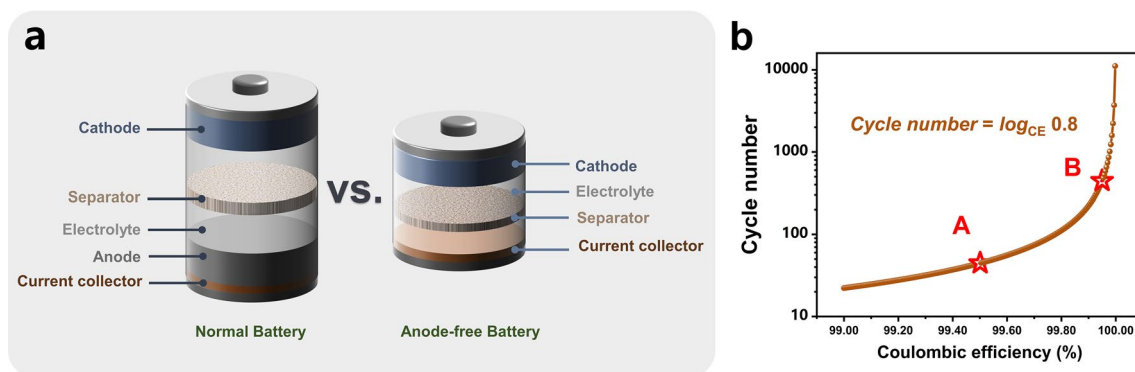 a
Cathode
Separator
Electrolyte
Anode
Current collector
Normal Battery
vs.
Cathode
Electrolyte
Separator
Current collector
Anode-free Battery
b
Cycle number = log_CE 0.8
A
B
Cycle number
10000
1000
100
10
99.00 99.20 99.40 99.60 99.80 100.00
Coulombic efficiency (%)